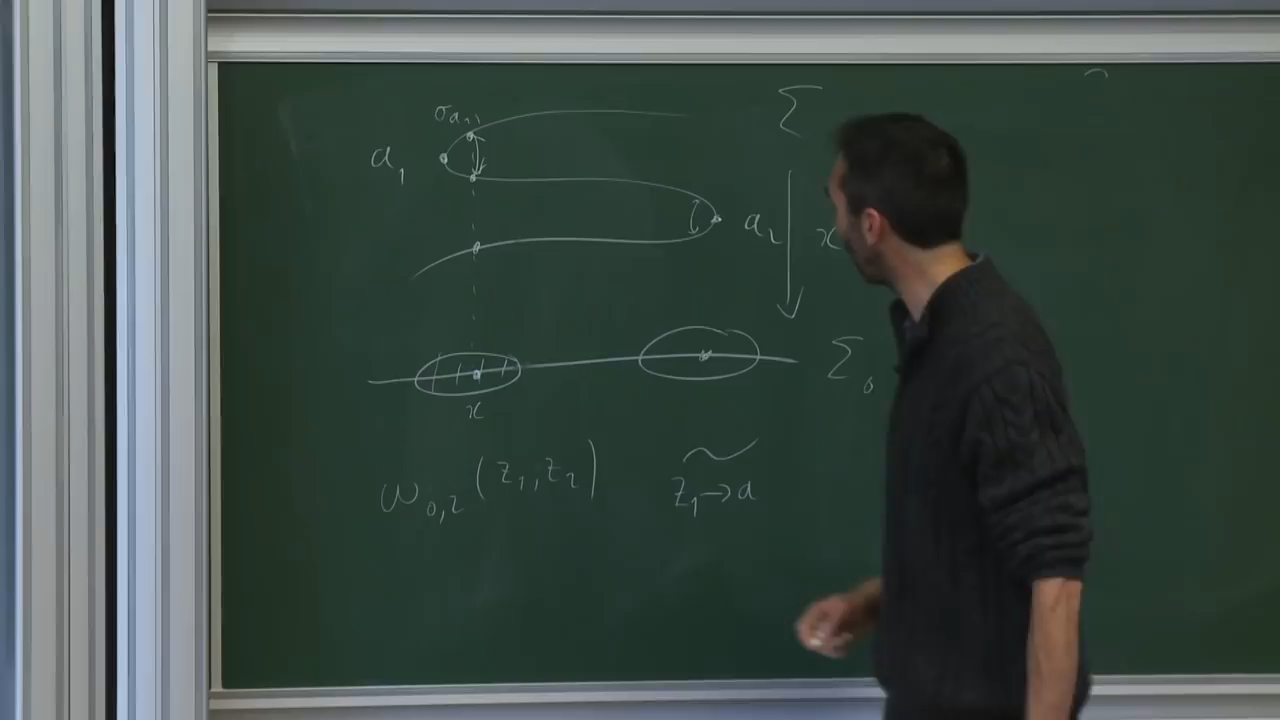 σ_{a_1} Σ
a_1
a_2 x
Σ_0
x
ω_{0,2}(z_1, z_2) ~ z_1→a